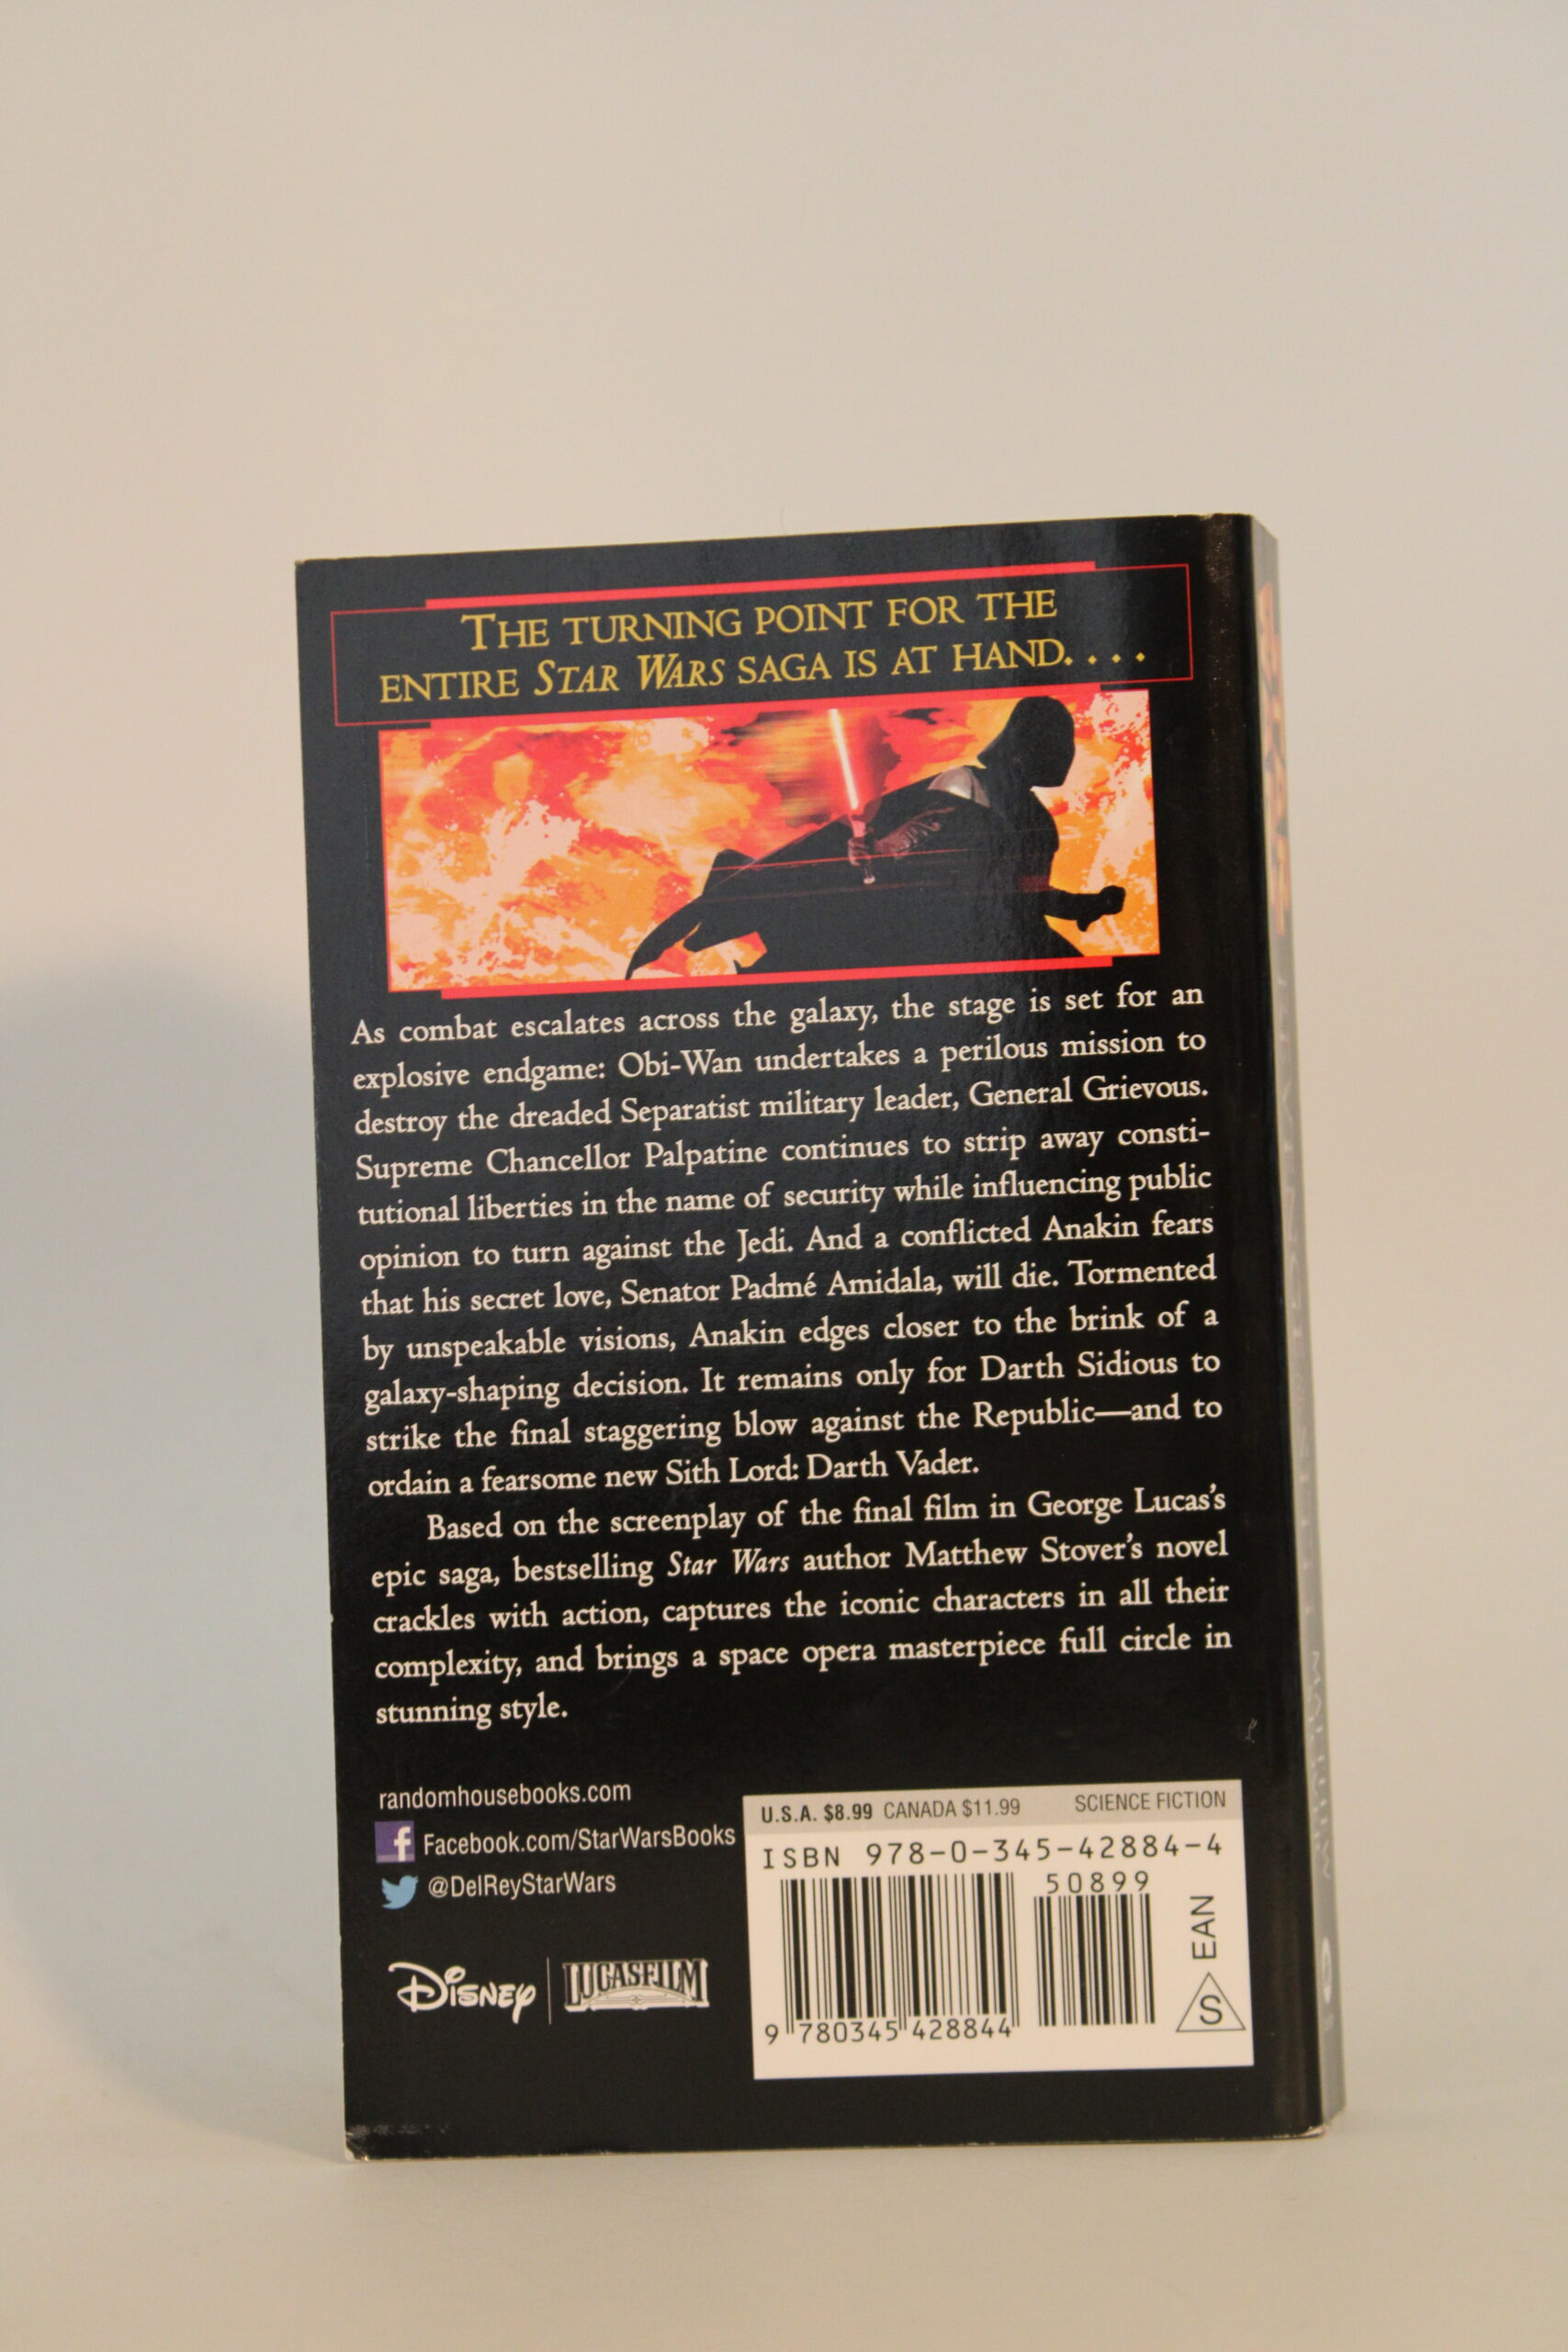 THE TURNING POINT FOR THE
ENTIRE STAR WARS SAGA IS AT HAND. . . .
As combat escalates across the galaxy, the stage is set for an
explosive endgame: Obi-Wan undertakes a perilous mission to
destroy the dreaded Separatist military leader, General Grievous.
Supreme Chancellor Palpatine continues to strip away consti-
tutional liberties in the name of security while influencing public
opinion to turn against the Jedi. And a conflicted Anakin fears
that his secret love, Senator Padmé Amidala, will die. Tormented
by unspeakable visions, Anakin edges closer to the brink of a
galaxy-shaping decision. It remains only for Darth Sidious to
strike the final staggering blow against the Republic—and to
ordain a fearsome new Sith Lord: Darth Vader.
Based on the screenplay of the final film in George Lucas's
epic saga, bestselling Star Wars author Matthew Stover's novel
crackles with action, captures the iconic characters in all their
complexity, and brings a space opera masterpiece full circle in
stunning style.
randomhousebooks.com
f Facebook.com/StarWarsBooks
@DelReyStarWars
DISNEY LUCASFILM
U.S.A. $8.99 CANADA $11.99 SCIENCE FICTION
ISBN 978-0-345-42884-4
50899
9 780345 428844
EAN
S